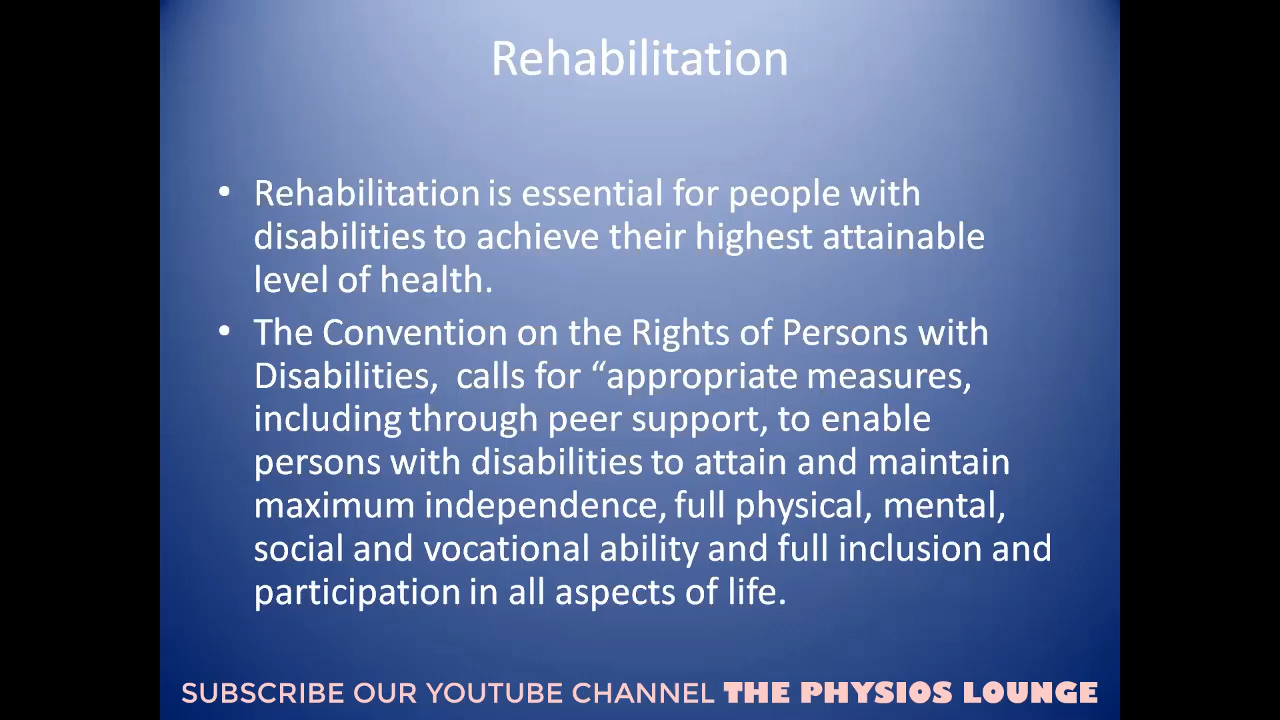 Rehabilitation
• Rehabilitation is essential for people with
disabilities to achieve their highest attainable
level of health.
• The Convention on the Rights of Persons with
Disabilities,  calls for “appropriate measures,
including through peer support, to enable
persons with disabilities to attain and maintain
maximum independence, full physical, mental,
social and vocational ability and full inclusion and
participation in all aspects of life.
SUBSCRIBE OUR YOUTUBE CHANNEL THE PHYSIOS LOUNGE